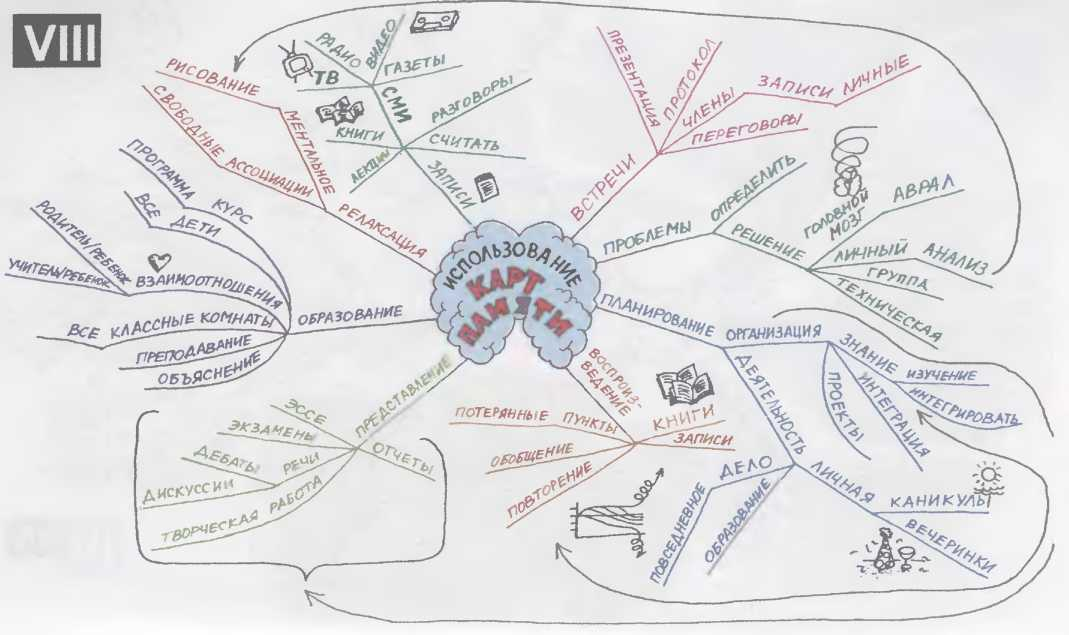 VIII
ИСПОЛЬЗОВАНИЕ
КАРТ
ПАМЯТИ
ЗАПИСИ
СМИ
РАДИО
ВИДЕО
ТВ
ГАЗЕТЫ
КНИГИ
РАЗГОВОРЫ
СЧИТАТЬ
ЛЕКЦИИ
РЕЛАКСАЦИЯ
РИСОВАНИЕ
МЕНТАЛЬНОЕ
СВОБОДНЫЕ АССОЦИАЦИИ
ОБРАЗОВАНИЕ
ПРОГРАММА
КУРС
ВСЕ
ДЕТИ
РОДИТЕЛЬ/РЕБЕНОК
УЧИТЕЛЬ/РЕБЕНОК
ВЗАИМООТНОШЕНИЯ
ВСЕ КЛАССНЫЕ КОМНАТЫ
ПРЕПОДАВАНИЕ
ОБЪЯСНЕНИЕ
ПРЕДСТАВЛЕНИЕ
ЭССЕ
ЭКЗАМЕНЫ
ДЕБАТЫ
РЕЧИ
ДИСКУССИИ
ТВОРЧЕСКАЯ РАБОТА
ОТЧЕТЫ
ВСТРЕЧИ
ПРЕЗЕНТАЦИЯ
ПРОТОКОЛ
ЧЛЕНЫ
ЗАПИСИ ЛИЧНЫЕ
ПЕРЕГОВОРЫ
ПРОБЛЕМЫ
ОПРЕДЕЛИТЬ
РЕШЕНИЕ
ГОЛОВНОЙ
МОЗГ
АВРАЛ
ЛИЧНЫЙ АНАЛИЗ
ГРУППА
ТЕХНИЧЕСКАЯ
ПЛАНИРОВАНИЕ
ОРГАНИЗАЦИЯ
ЗНАНИЕ
ИЗУЧЕНИЕ
ИНТЕГРИРОВАТЬ
ИНТЕГРАЦИЯ
ПРОЕКТЫ
ДЕЯТЕЛЬНОСТЬ
ДЕЛО
ПОВСЕДНЕВНОЕ
ОБРАЗОВАНИЕ
ЛИЧНАЯ
КАНИКУЛЫ
ВЕЧЕРИНКИ
ВОСПРОИЗ-
ВЕДЕНИЕ
КНИГИ
ЗАПИСИ
ПОТЕРЯННЫЕ ПУНКТЫ
ОБОБЩЕНИЕ
ПОВТОРЕНИЕ